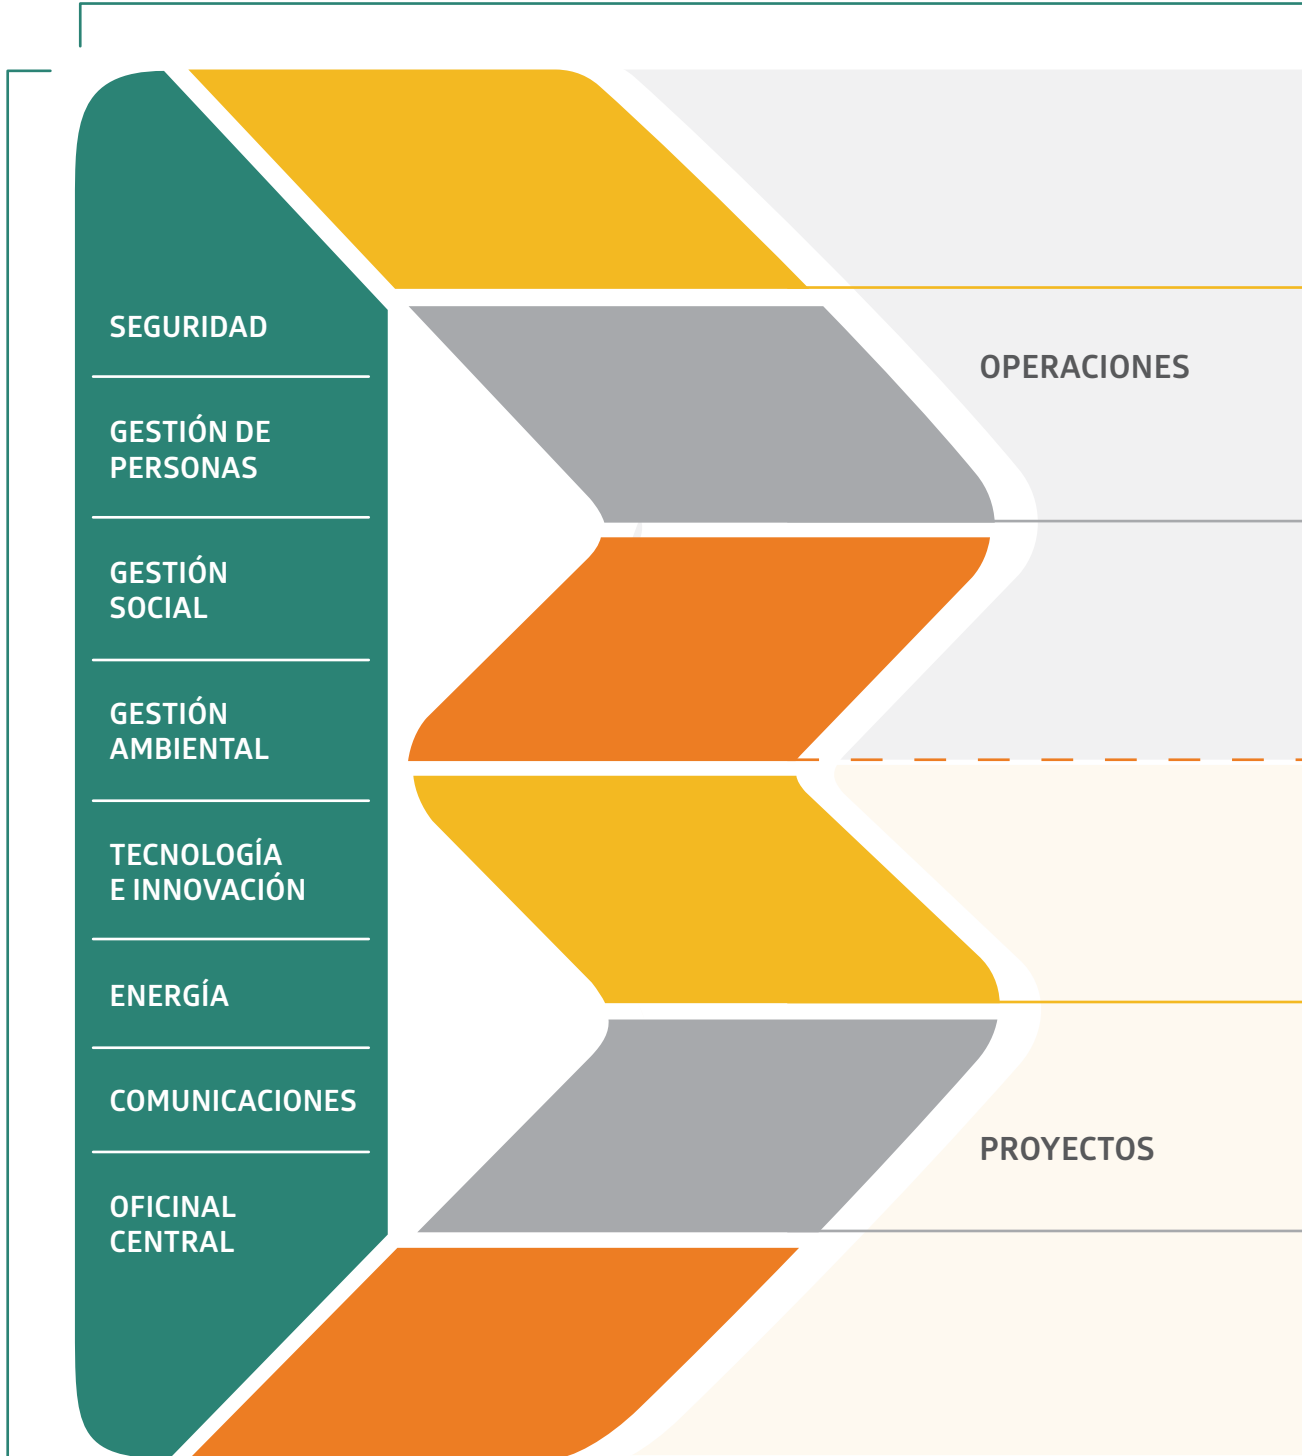 SEGURIDAD
GESTIÓN DE
PERSONAS
GESTIÓN
SOCIAL
GESTIÓN
AMBIENTAL
TECNOLOGÍA
E INNOVACIÓN
ENERGÍA
COMUNICACIONES
OFICINAL
CENTRAL
OPERACIONES
PROYECTOS